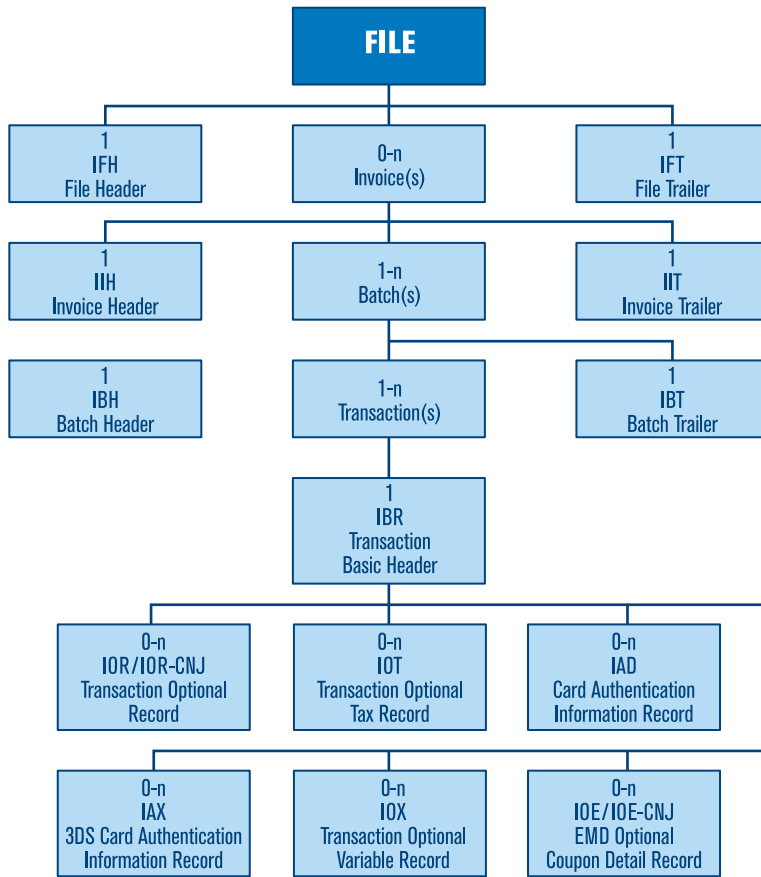 FILE
1
IFH
File Header
0-n
Invoice(s)
1
IFT
File Trailer
1
IIH
Invoice Header
1-n
Batch(s)
1
IIT
Invoice Trailer
1
IBH
Batch Header
1-n
Transaction(s)
1
IBT
Batch Trailer
1
IBR
Transaction
Basic Header
0-n
IOR/IOR-CNJ
Transaction Optional
Record
0-n
IOT
Transaction Optional
Tax Record
0-n
IAD
Card Authentication
Information Record
0-n
IAX
3DS Card Authentication
Information Record
0-n
IOX
Transaction Optional
Variable Record
0-n
IOE/IOE-CNJ
EMD Optional
Coupon Detail Record